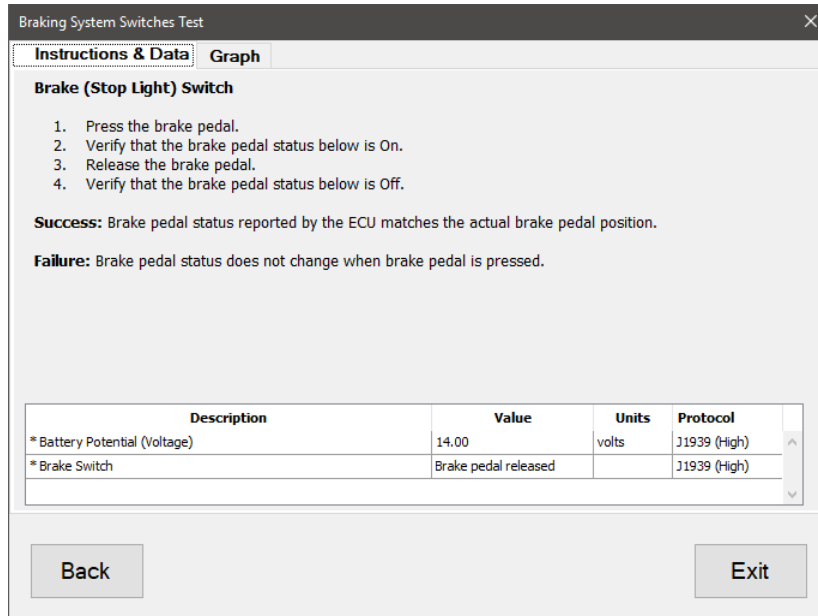 Braking System Switches Test
Instructions & Data Graph
Brake (Stop Light) Switch
1. Press the brake pedal.
2. Verify that the brake pedal status below is On.
3. Release the brake pedal.
4. Verify that the brake pedal status below is Off.
Success: Brake pedal status reported by the ECU matches the actual brake pedal position.
Failure: Brake pedal status does not change when brake pedal is pressed.
Description Value Units Protocol
* Battery Potential (Voltage) 14.00 volts J1939 (High)
* Brake Switch Brake pedal released J1939 (High)
Back Exit